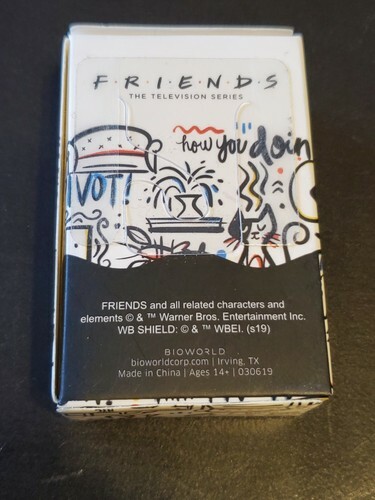 F·R·I·E·N·D·S
THE TELEVISION SERIES
how you doin
IVOT!
FRIENDS and all related characters and
elements © & ™ Warner Bros. Entertainment Inc.
WB SHIELD: © & ™ WBEI. (s19)
BIOWORLD
bioworldcorp.com | Irving, TX
Made in China | Ages 14+ | 030619